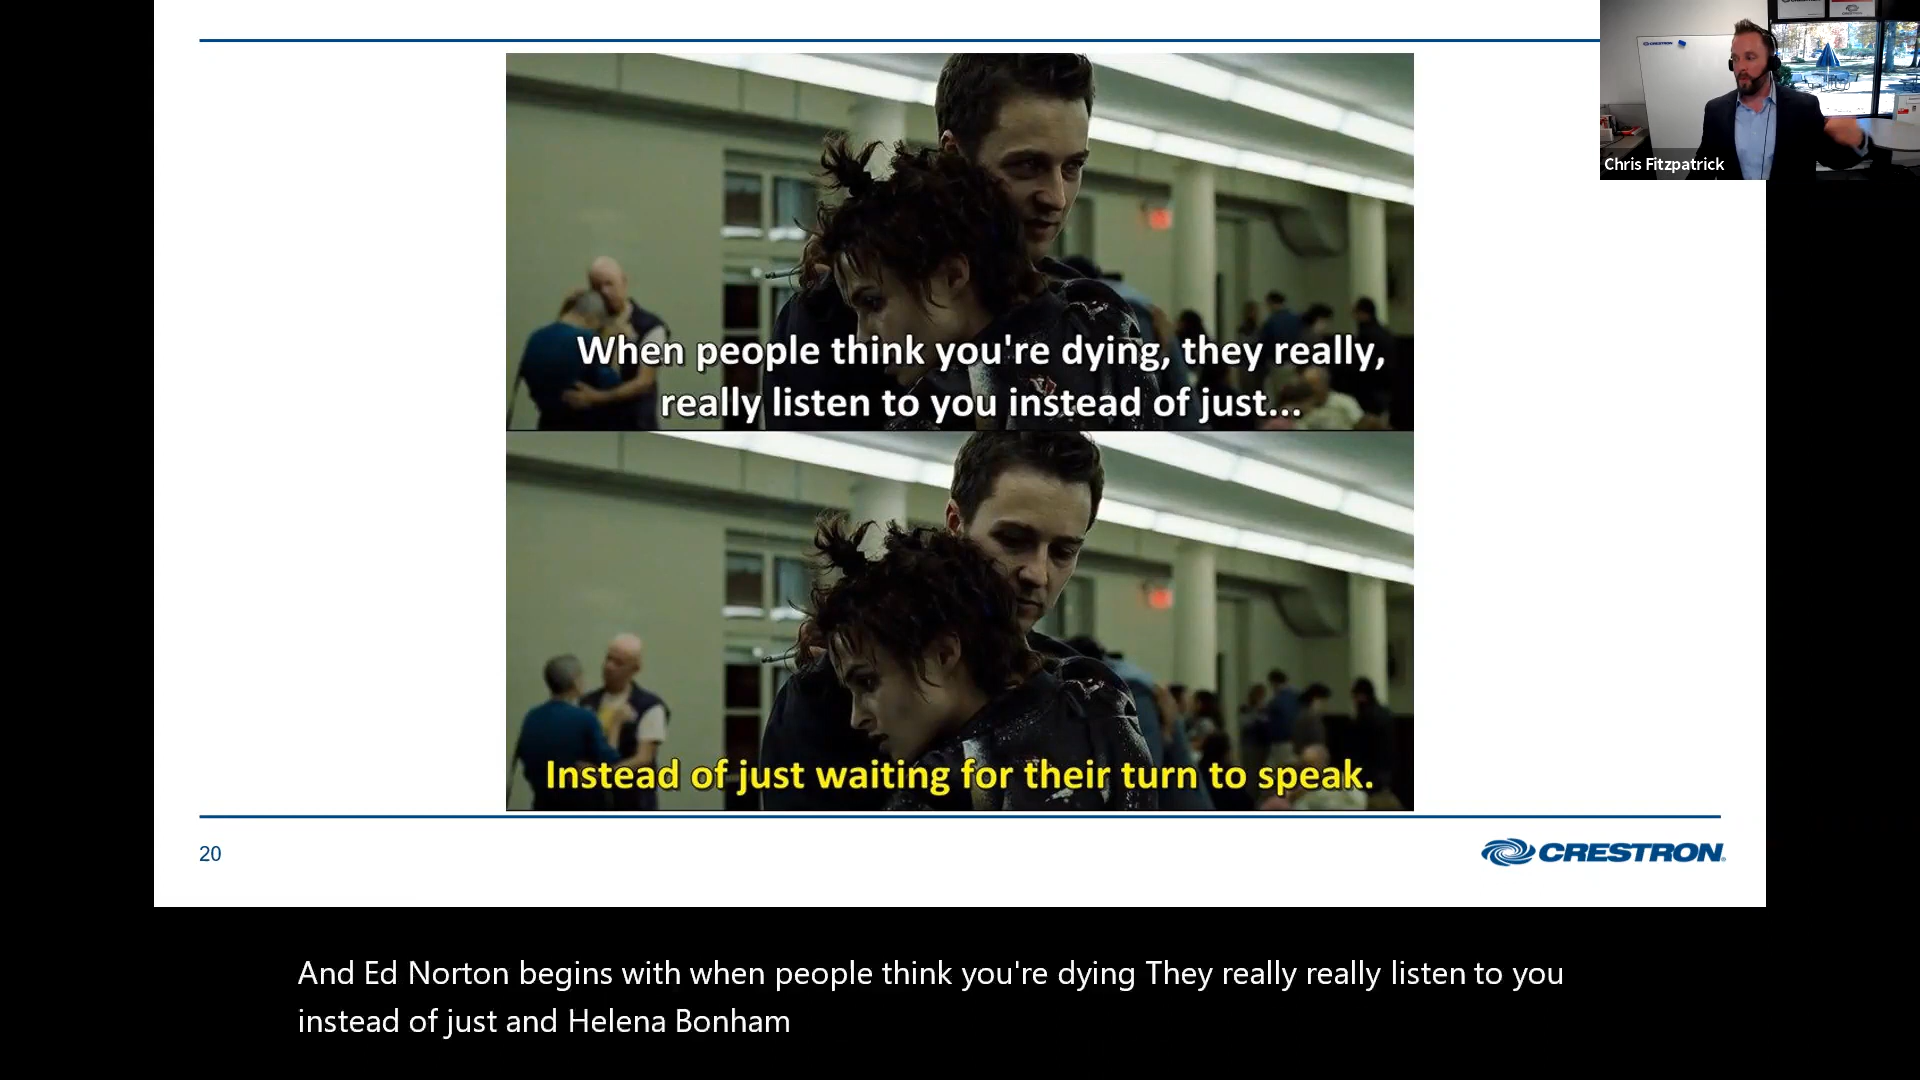 CRESTRON
Chris Fitzpatrick
When people think you're dying, they really,
really listen to you instead of just...
Instead of just waiting for their turn to speak.
20
CRESTRON
And Ed Norton begins with when people think you're dying They really really listen to you
instead of just and Helena Bonham